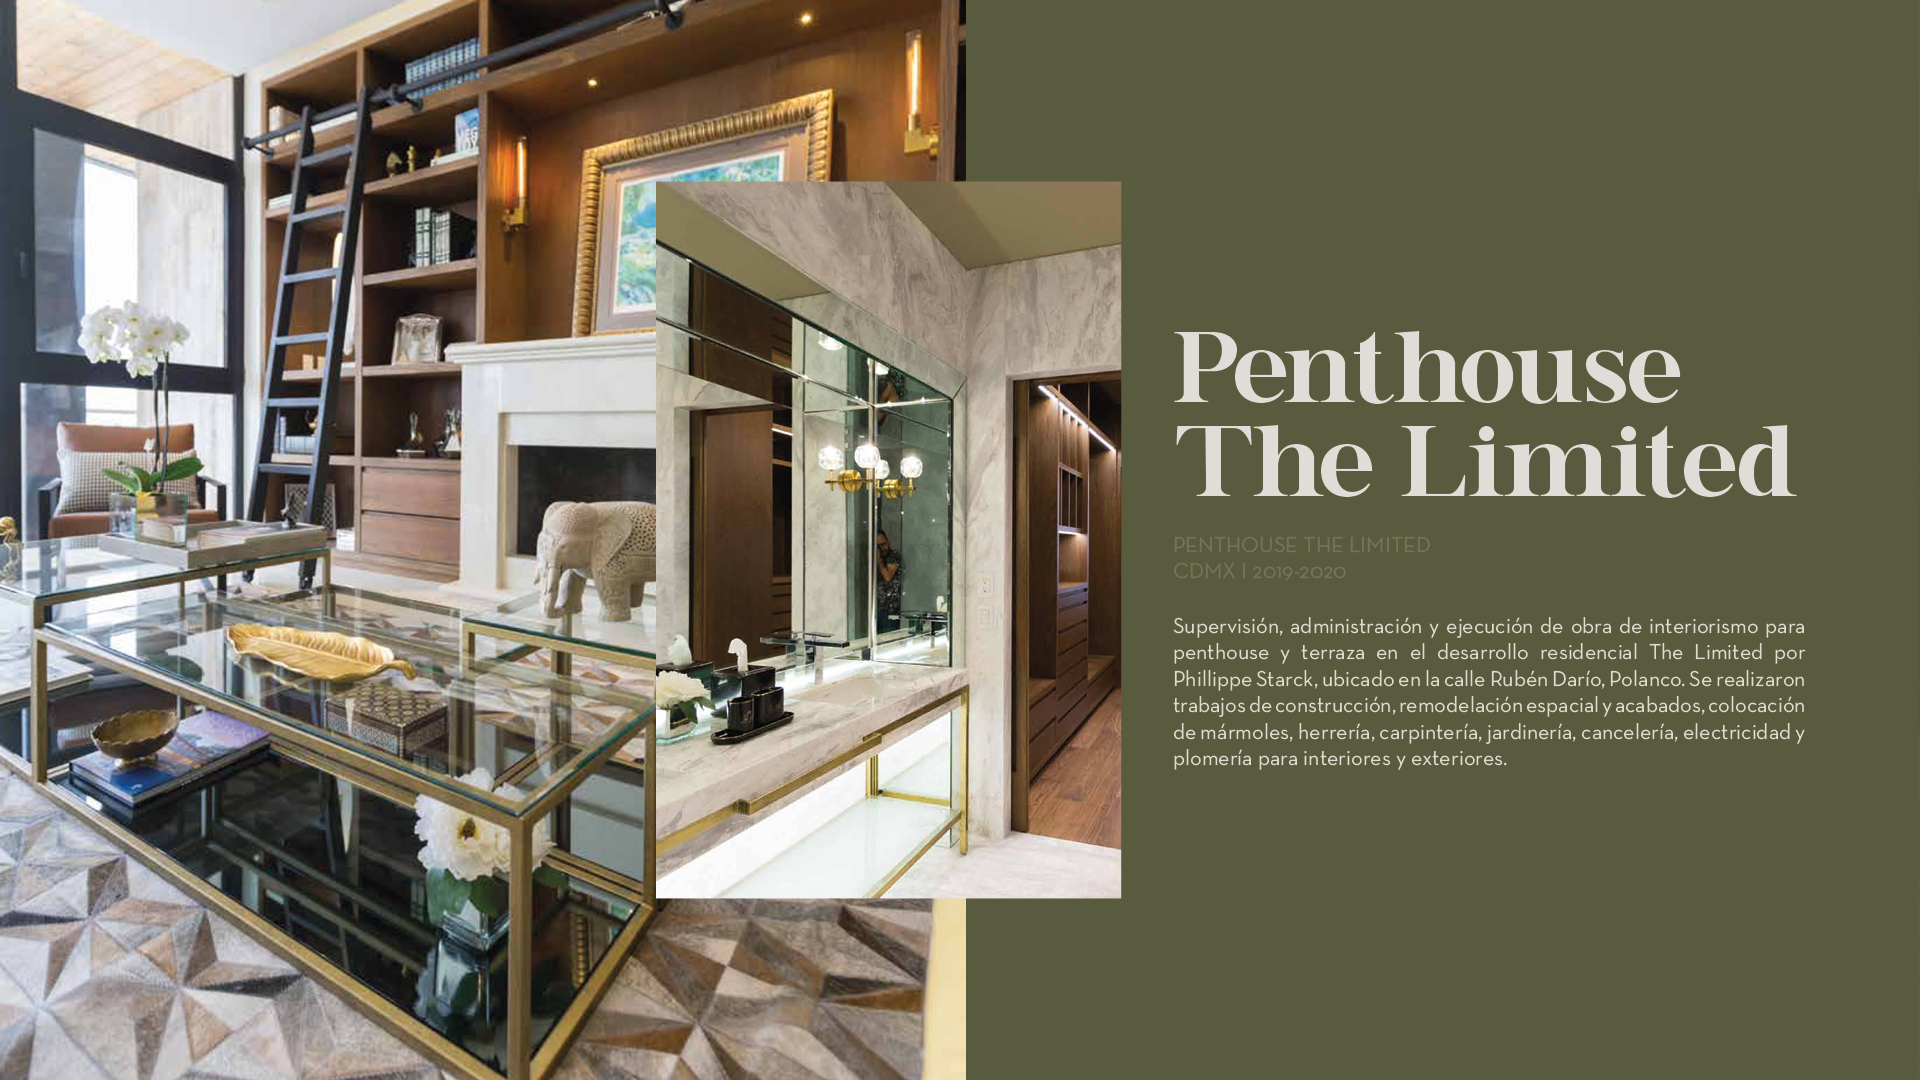 Penthouse
The Limited
PENTHOUSE THE LIMITED
CDMX | 2019-2020
Supervisión, administración y ejecución de obra de interiorismo para
penthouse y terraza en el desarrollo residencial The Limited por
Phillippe Starck, ubicado en la calle Rubén Darío, Polanco. Se realizaron
trabajos de construcción, remodelación espacial y acabados, colocación
de mármoles, herrería, carpintería, jardinería, cancelería, electricidad y
plomería para interiores y exteriores.